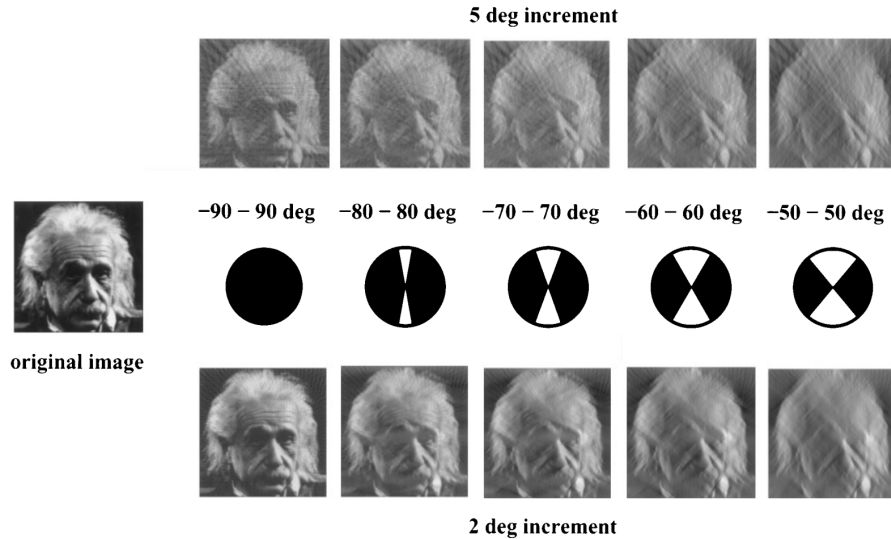 5 deg increment
−90 − 90 deg
−80 − 80 deg
−70 − 70 deg
−60 − 60 deg
−50 − 50 deg
original image
2 deg increment